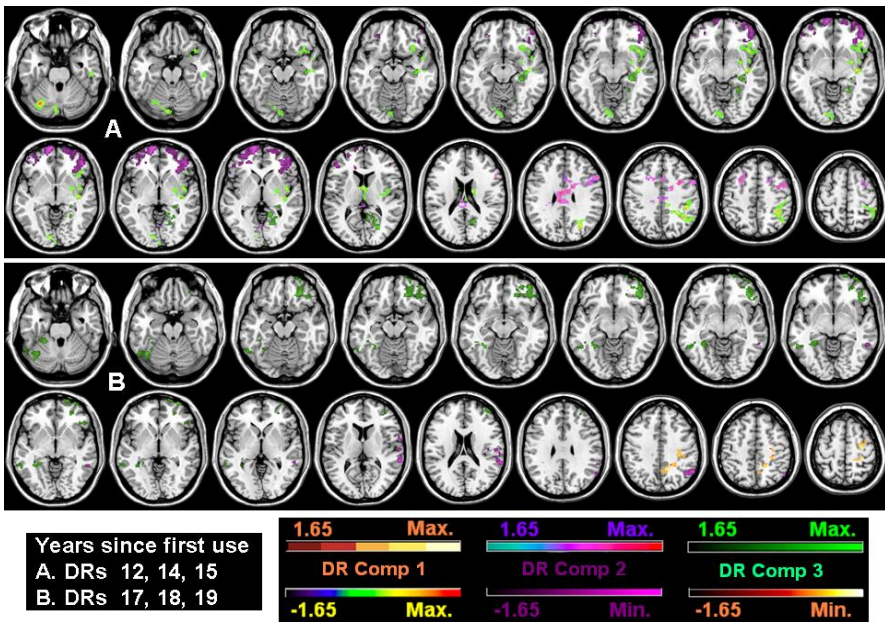 A
B
Years since first use
A. DRs 12, 14, 15
B. DRs 17, 18, 19
1.65 Max.
DR Comp 1
-1.65 Max.
1.65 Max.
DR Comp 2
-1.65 Min.
1.65 Max.
DR Comp 3
-1.65 Min.